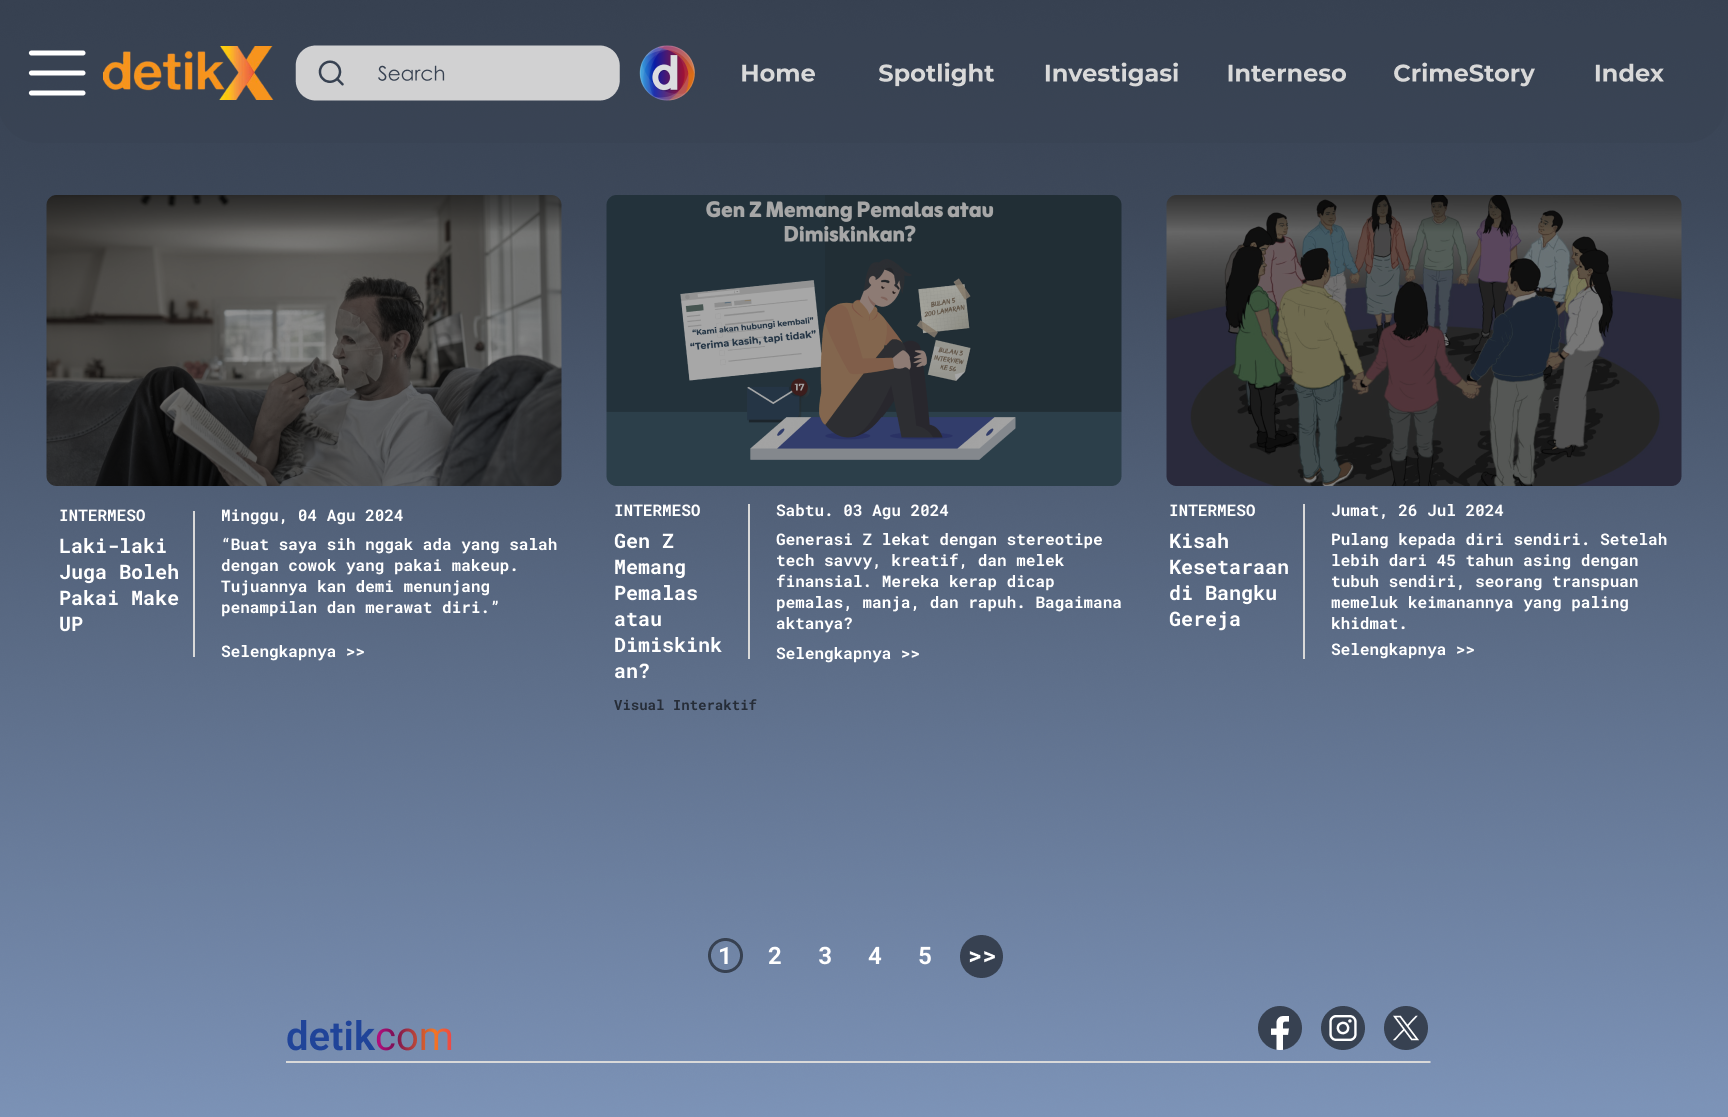 detikX
Search
d
Home
Spotlight
Investigasi
Interneso
CrimeStory
Index
Gen Z Memang Pemalas atau
Dimiskinkan?
"Kami akan hubungi kembali"
"Terima kasih, tapi tidak"
BULAN 5
200 LAMARAN
BULAN 5
INTERVIEW
KE 56
17
INTERMESO
Laki-laki
Juga Boleh
Pakai Make
UP
Minggu, 04 Agu 2024
“Buat saya sih nggak ada yang salah
dengan cowok yang pakai makeup.
Tujuannya kan demi menunjang
penampilan dan merawat diri.”
Selengkapnya >>
INTERMESO
Gen Z
Memang
Pemalas
atau
Dimiskink
an?
Visual Interaktif
Sabtu. 03 Agu 2024
Generasi Z lekat dengan stereotipe
tech savvy, kreatif, dan melek
finansial. Mereka kerap dicap
pemalas, manja, dan rapuh. Bagaimana
aktanya?
Selengkapnya >>
INTERMESO
Kisah
Kesetaraan
di Bangku
Gereja
Jumat, 26 Jul 2024
Pulang kepada diri sendiri. Setelah
lebih dari 45 tahun asing dengan
tubuh sendiri, seorang transpuan
memeluk keimanannya yang paling
khidmat.
Selengkapnya >>
1 2 3 4 5 >>
detikcom